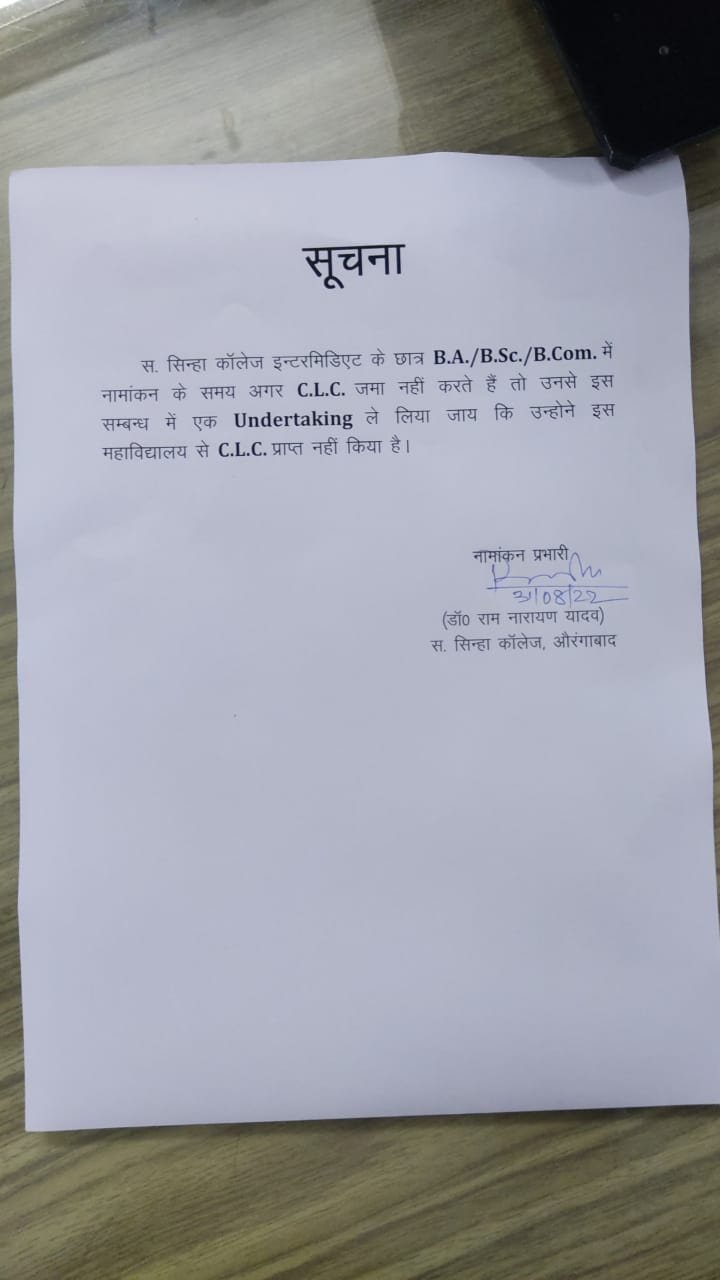 सूचना
स. सिन्हा कॉलेज इन्टरमिडिएट के छात्र B.A./B.Sc./B.Com. में
नामांकन के समय अगर C.L.C. जमा नहीं करते हैं तो उनसे इस
सम्बन्ध में एक Undertaking ले लिया जाय कि उन्होने इस
महाविद्यालय से C.L.C. प्राप्त नहीं किया है।
नामांकन प्रभारी
31/08/22
(डॉ0 राम नारायण यादव)
स. सिन्हा कॉलेज, औरंगाबाद